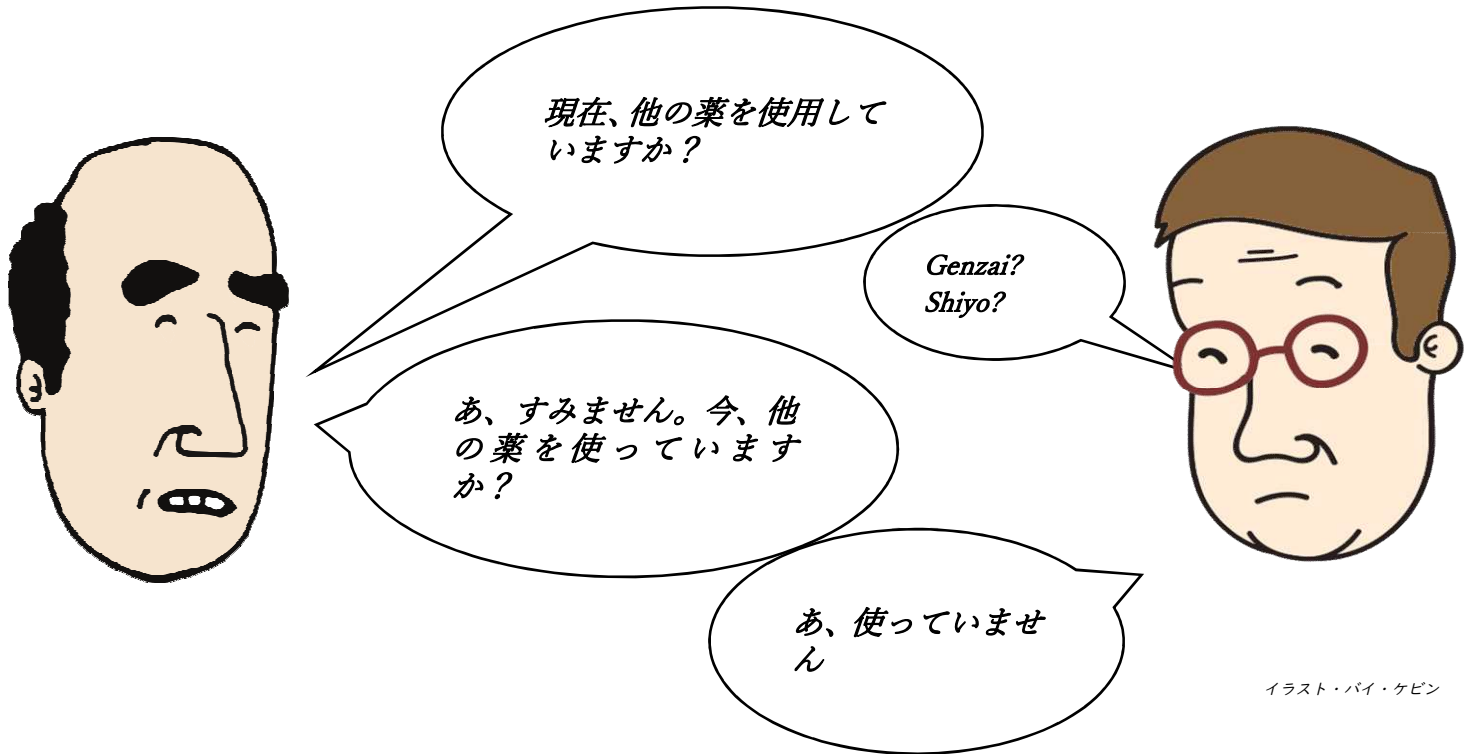 現在、他の薬を使用して
いますか？
Genzai?
Shiyo?
あ、すみません。今、他
の薬を使っています
か？
あ、使っていませ
ん
イラスト・バイ・ケビン